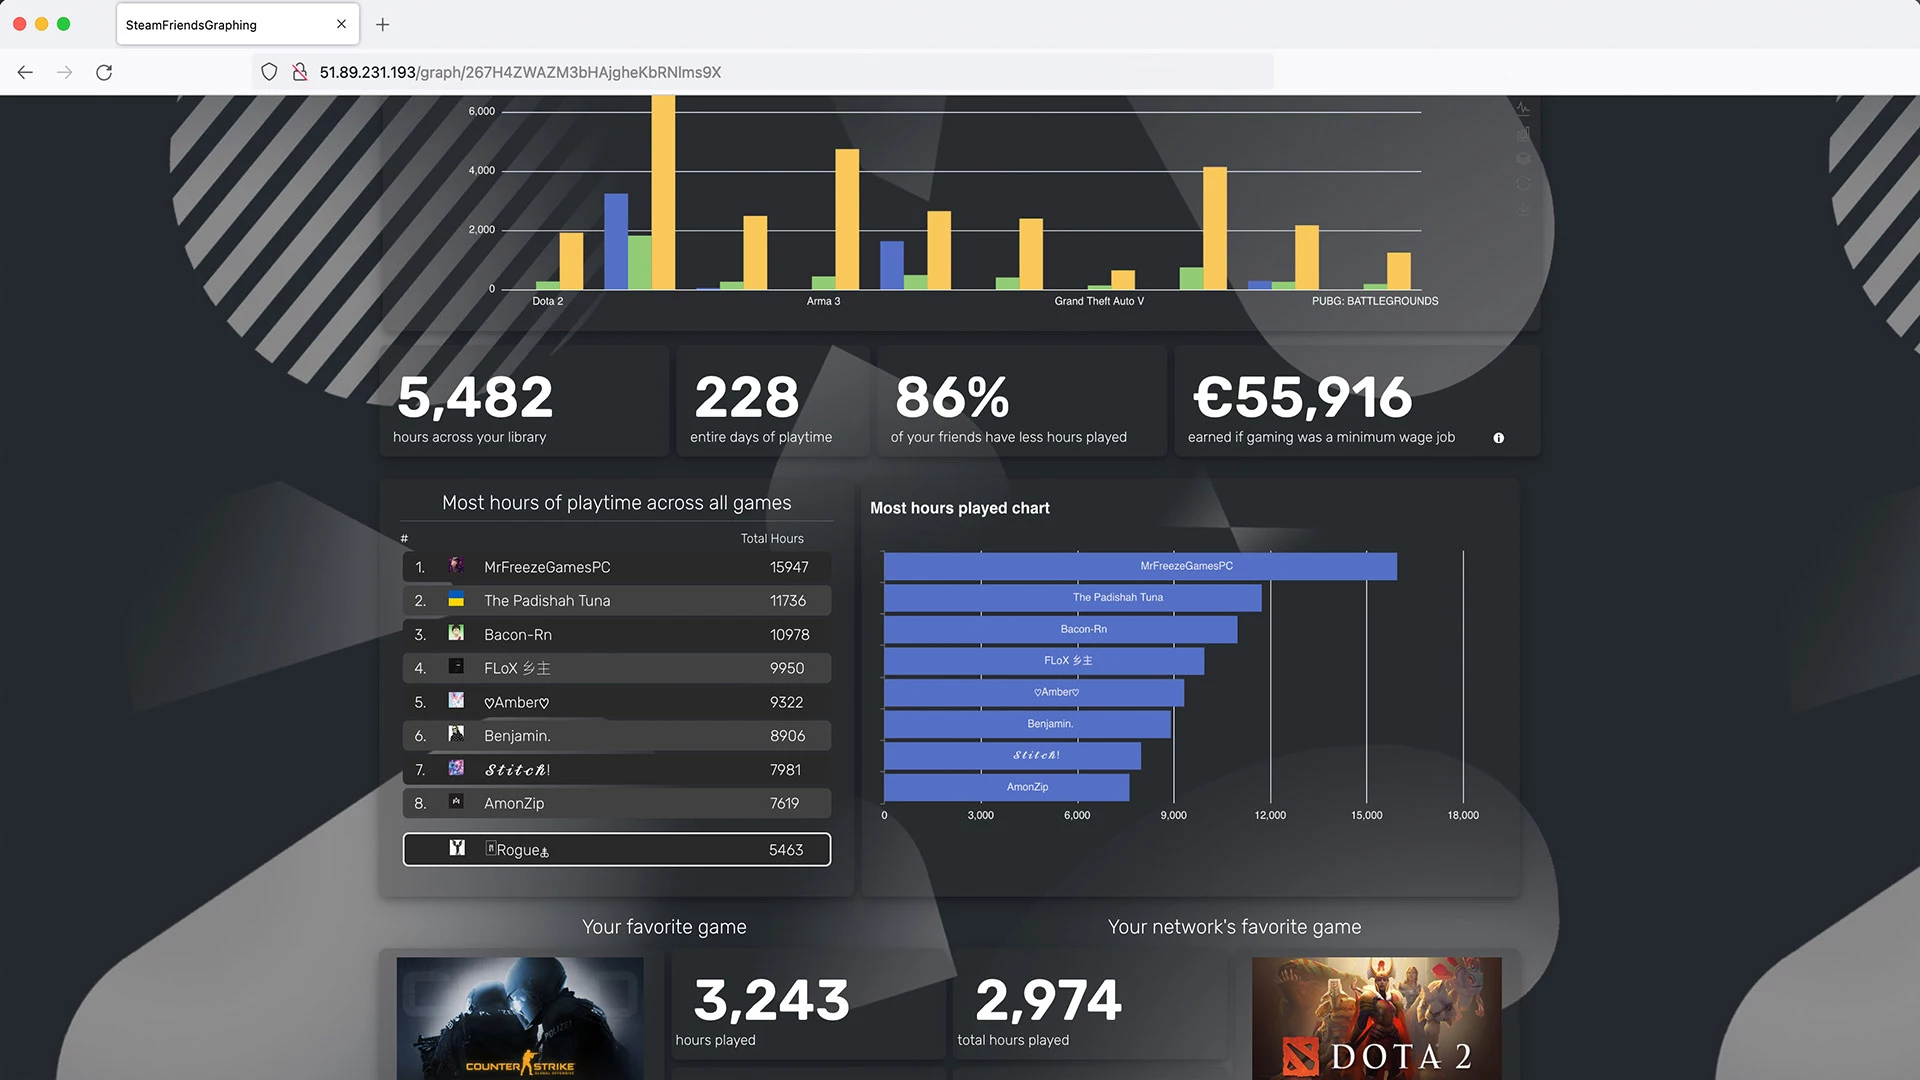 SteamFriendsGraphing
51.89.231.193/graph/267H4ZWAZM3bHAjgheKbRNlms9X
6,000
4,000
2,000
0
Dota 2
Arma 3
Grand Theft Auto V
PUBG: BATTLEGROUNDS
5,482
hours across your library
228
entire days of playtime
86%
of your friends have less hours played
€55,916
earned if gaming was a minimum wage job
Most hours of playtime across all games
# Total Hours
1. MrFreezeGamesPC 15947
2. The Padishah Tuna 11736
3. Bacon-Rn 10978
4. FLoX 乡主 9950
5. ♡Amber♡ 9322
6. Benjamin. 8906
7. 𝓢𝓽𝓲𝓽𝓬𝓱! 7981
8. AmonZip 7619
Rogue 5463
Most hours played chart
MrFreezeGamesPC
The Padishah Tuna
Bacon-Rn
FLoX 乡主
♡Amber♡
Benjamin.
𝓢𝓽𝓲𝓽𝓬𝓱!
AmonZip
0 3,000 6,000 9,000 12,000 15,000 18,000
Your favorite game
Your network's favorite game
3,243
hours played
2,974
total hours played
POLIZEI
COUNTER STRIKE
GLOBAL OFFENSIVE
DOTA 2